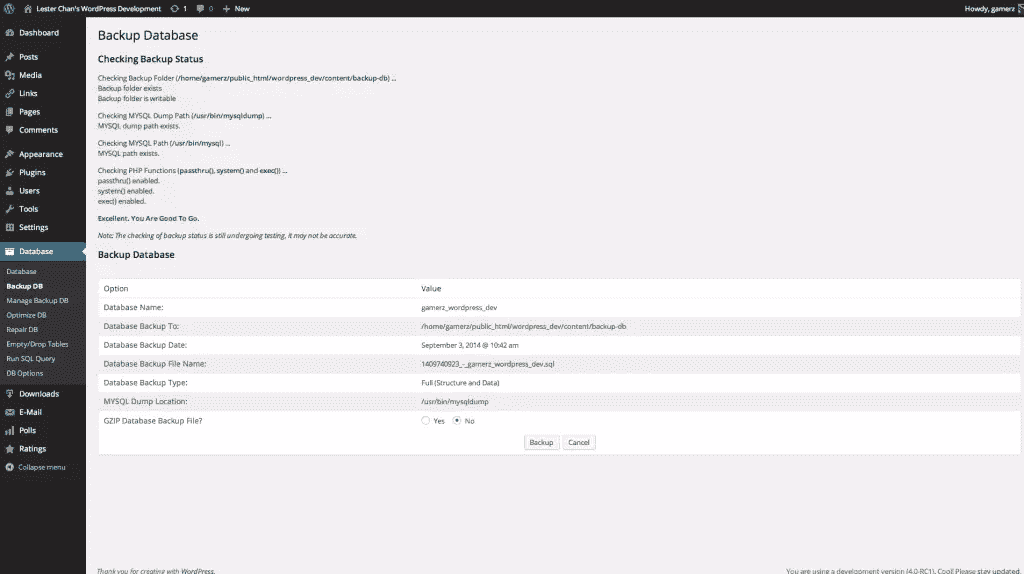 Lester Chan's WordPress Development 1 0 New Howdy, gamerz
Dashboard
Posts
Media
Links
Pages
Comments
Appearance
Plugins
Users
Tools
Settings
Database
Database
Backup DB
Manage Backup DB
Optimize DB
Repair DB
Empty/Drop Tables
Run SQL Query
DB Options
Downloads
E-Mail
Polls
Ratings
Collapse menu
Backup Database
Checking Backup Status
Checking Backup Folder (/home/gamerz/public_html/wordpress_dev/content/backup-db) ...
Backup folder exists
Backup folder is writable
Checking MYSQL Dump Path (/usr/bin/mysqldump) ...
MYSQL dump path exists.
Checking MYSQL Path (/usr/bin/mysql) ...
MYSQL path exists.
Checking PHP Functions (passthru(), system() and exec()) ...
passthru() enabled.
system() enabled.
exec() enabled.
Excellent. You Are Good To Go.
Note: The checking of backup status is still undergoing testing, it may not be accurate.
Backup Database
Option Value
Database Name: gamerz_wordpress_dev
Database Backup To: /home/gamerz/public_html/wordpress_dev/content/backup-db
Database Backup Date: September 3, 2014 @ 10:42 am
Database Backup File Name: 1409740923_-_gamerz_wordpress_dev.sql
Database Backup Type: Full (Structure and Data)
MYSQL Dump Location: /usr/bin/mysqldump
GZIP Database Backup File? Yes No
Backup Cancel
Thank you for creating with WordPress. You are using a development version (4.0-RC1). Cool! Please stay updated.